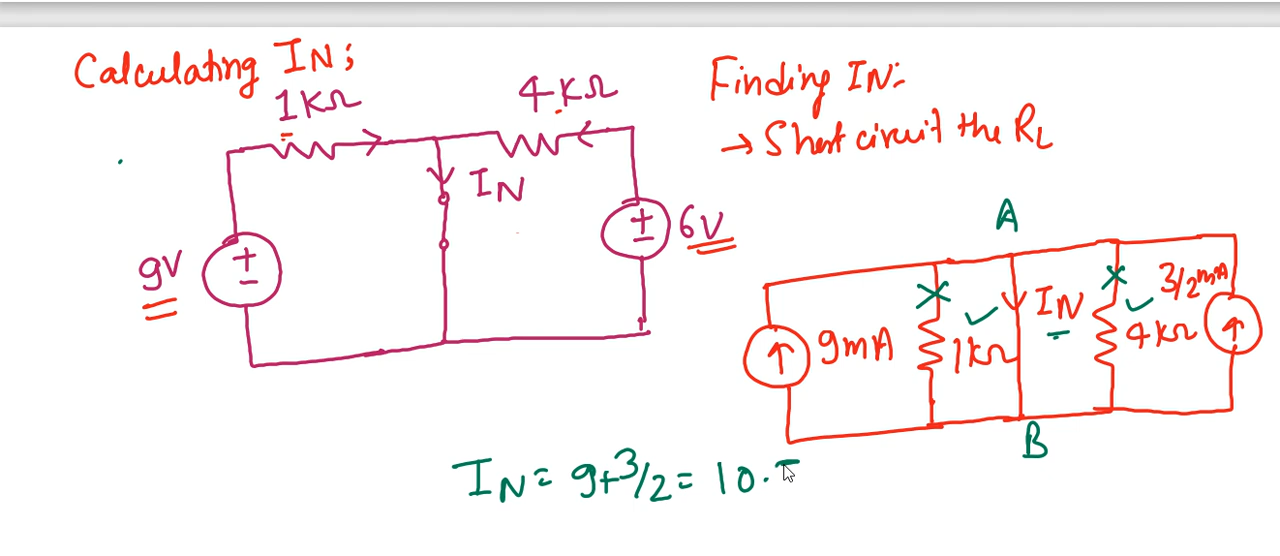 Calculating IN:
1KΩ
4KΩ
IN
9V
6V
Finding IN:
→ Short circuit the RL
A
9mA
1KΩ
IN
4KΩ
3/2mA
B
IN = 9+3/2 = 10.5